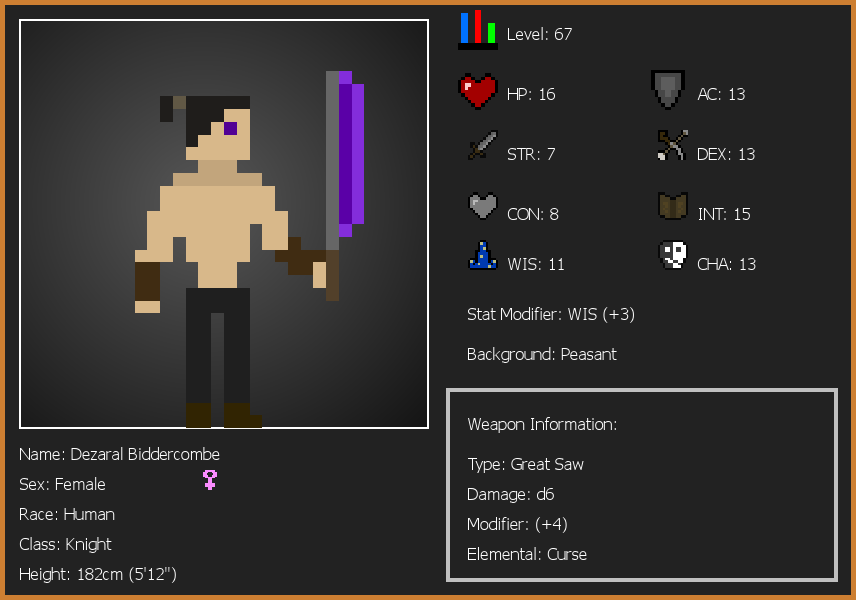 Level: 67
HP: 16
AC: 13
STR: 7
DEX: 13
CON: 8
INT: 15
WIS: 11
CHA: 13
Stat Modifier: WIS (+3)
Background: Peasant
Weapon Information:
Type: Great Saw
Damage: d6
Modifier: (+4)
Elemental: Curse
Name: Dezaral Biddercombe
Sex: Female
Race: Human
Class: Knight
Height: 182cm (5'12")